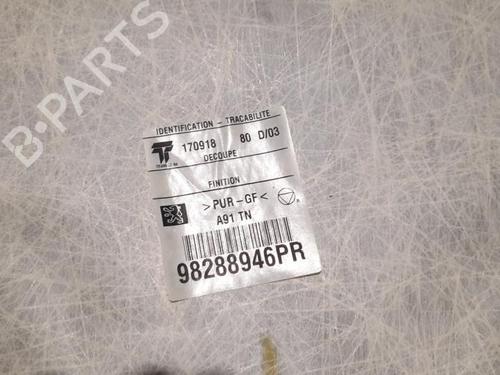 B-PARTS
IDENTIFICATION - TRACABILITE
170918 80 D/03
DECOUPE
FINITION
>PUR-GF<
A91 TN
98288946PR